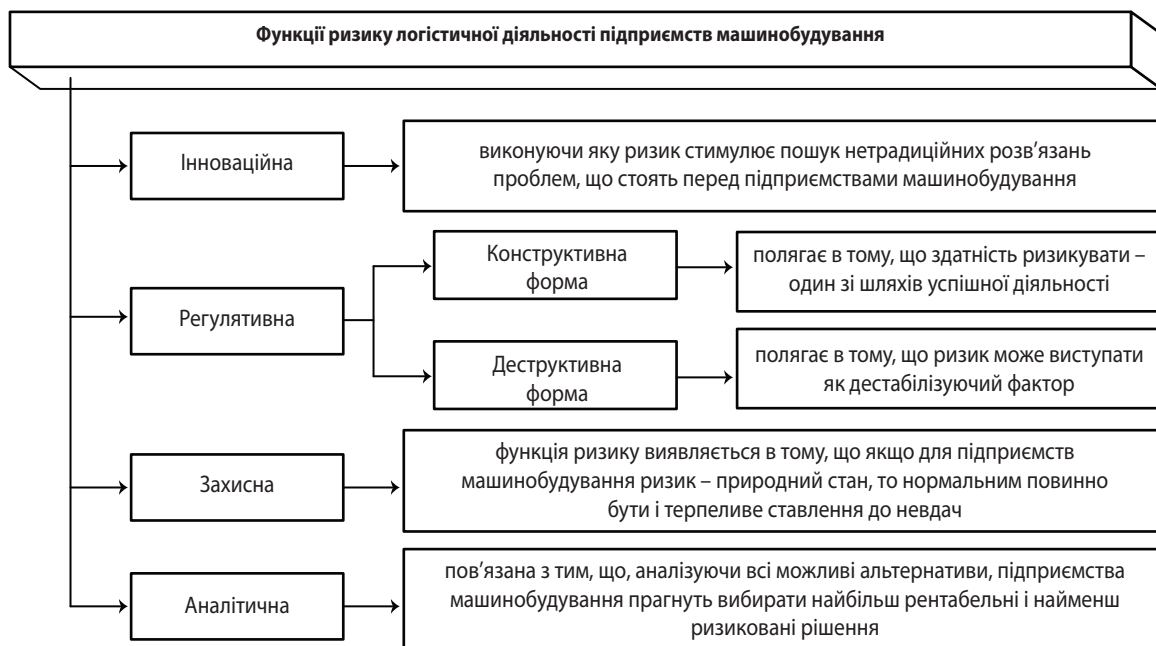 Функції ризику логістичної діяльності підприємств машинобудування
Інноваційна
виконуючи яку ризик стимулює пошук нетрадиційних розв’язань
проблем, що стоять перед підприємствами машинобудування
Регулятивна
Конструктивна
форма
полягає в тому, що здатність ризикувати –
один зі шляхів успішної діяльності
Деструктивна
форма
полягає в тому, що ризик може виступати
як дестабілізуючий фактор
Захисна
функція ризику виявляється в тому, що якщо для підприємств
машинобудування ризик – природний стан, то нормальним повинно
бути і терпеливе ставлення до невдач
Аналітична
пов’язана з тим, що, аналізуючи всі можливі альтернативи, підприємства
машинобудування прагнуть вибирати найбільш рентабельні і найменш
ризиковані рішення